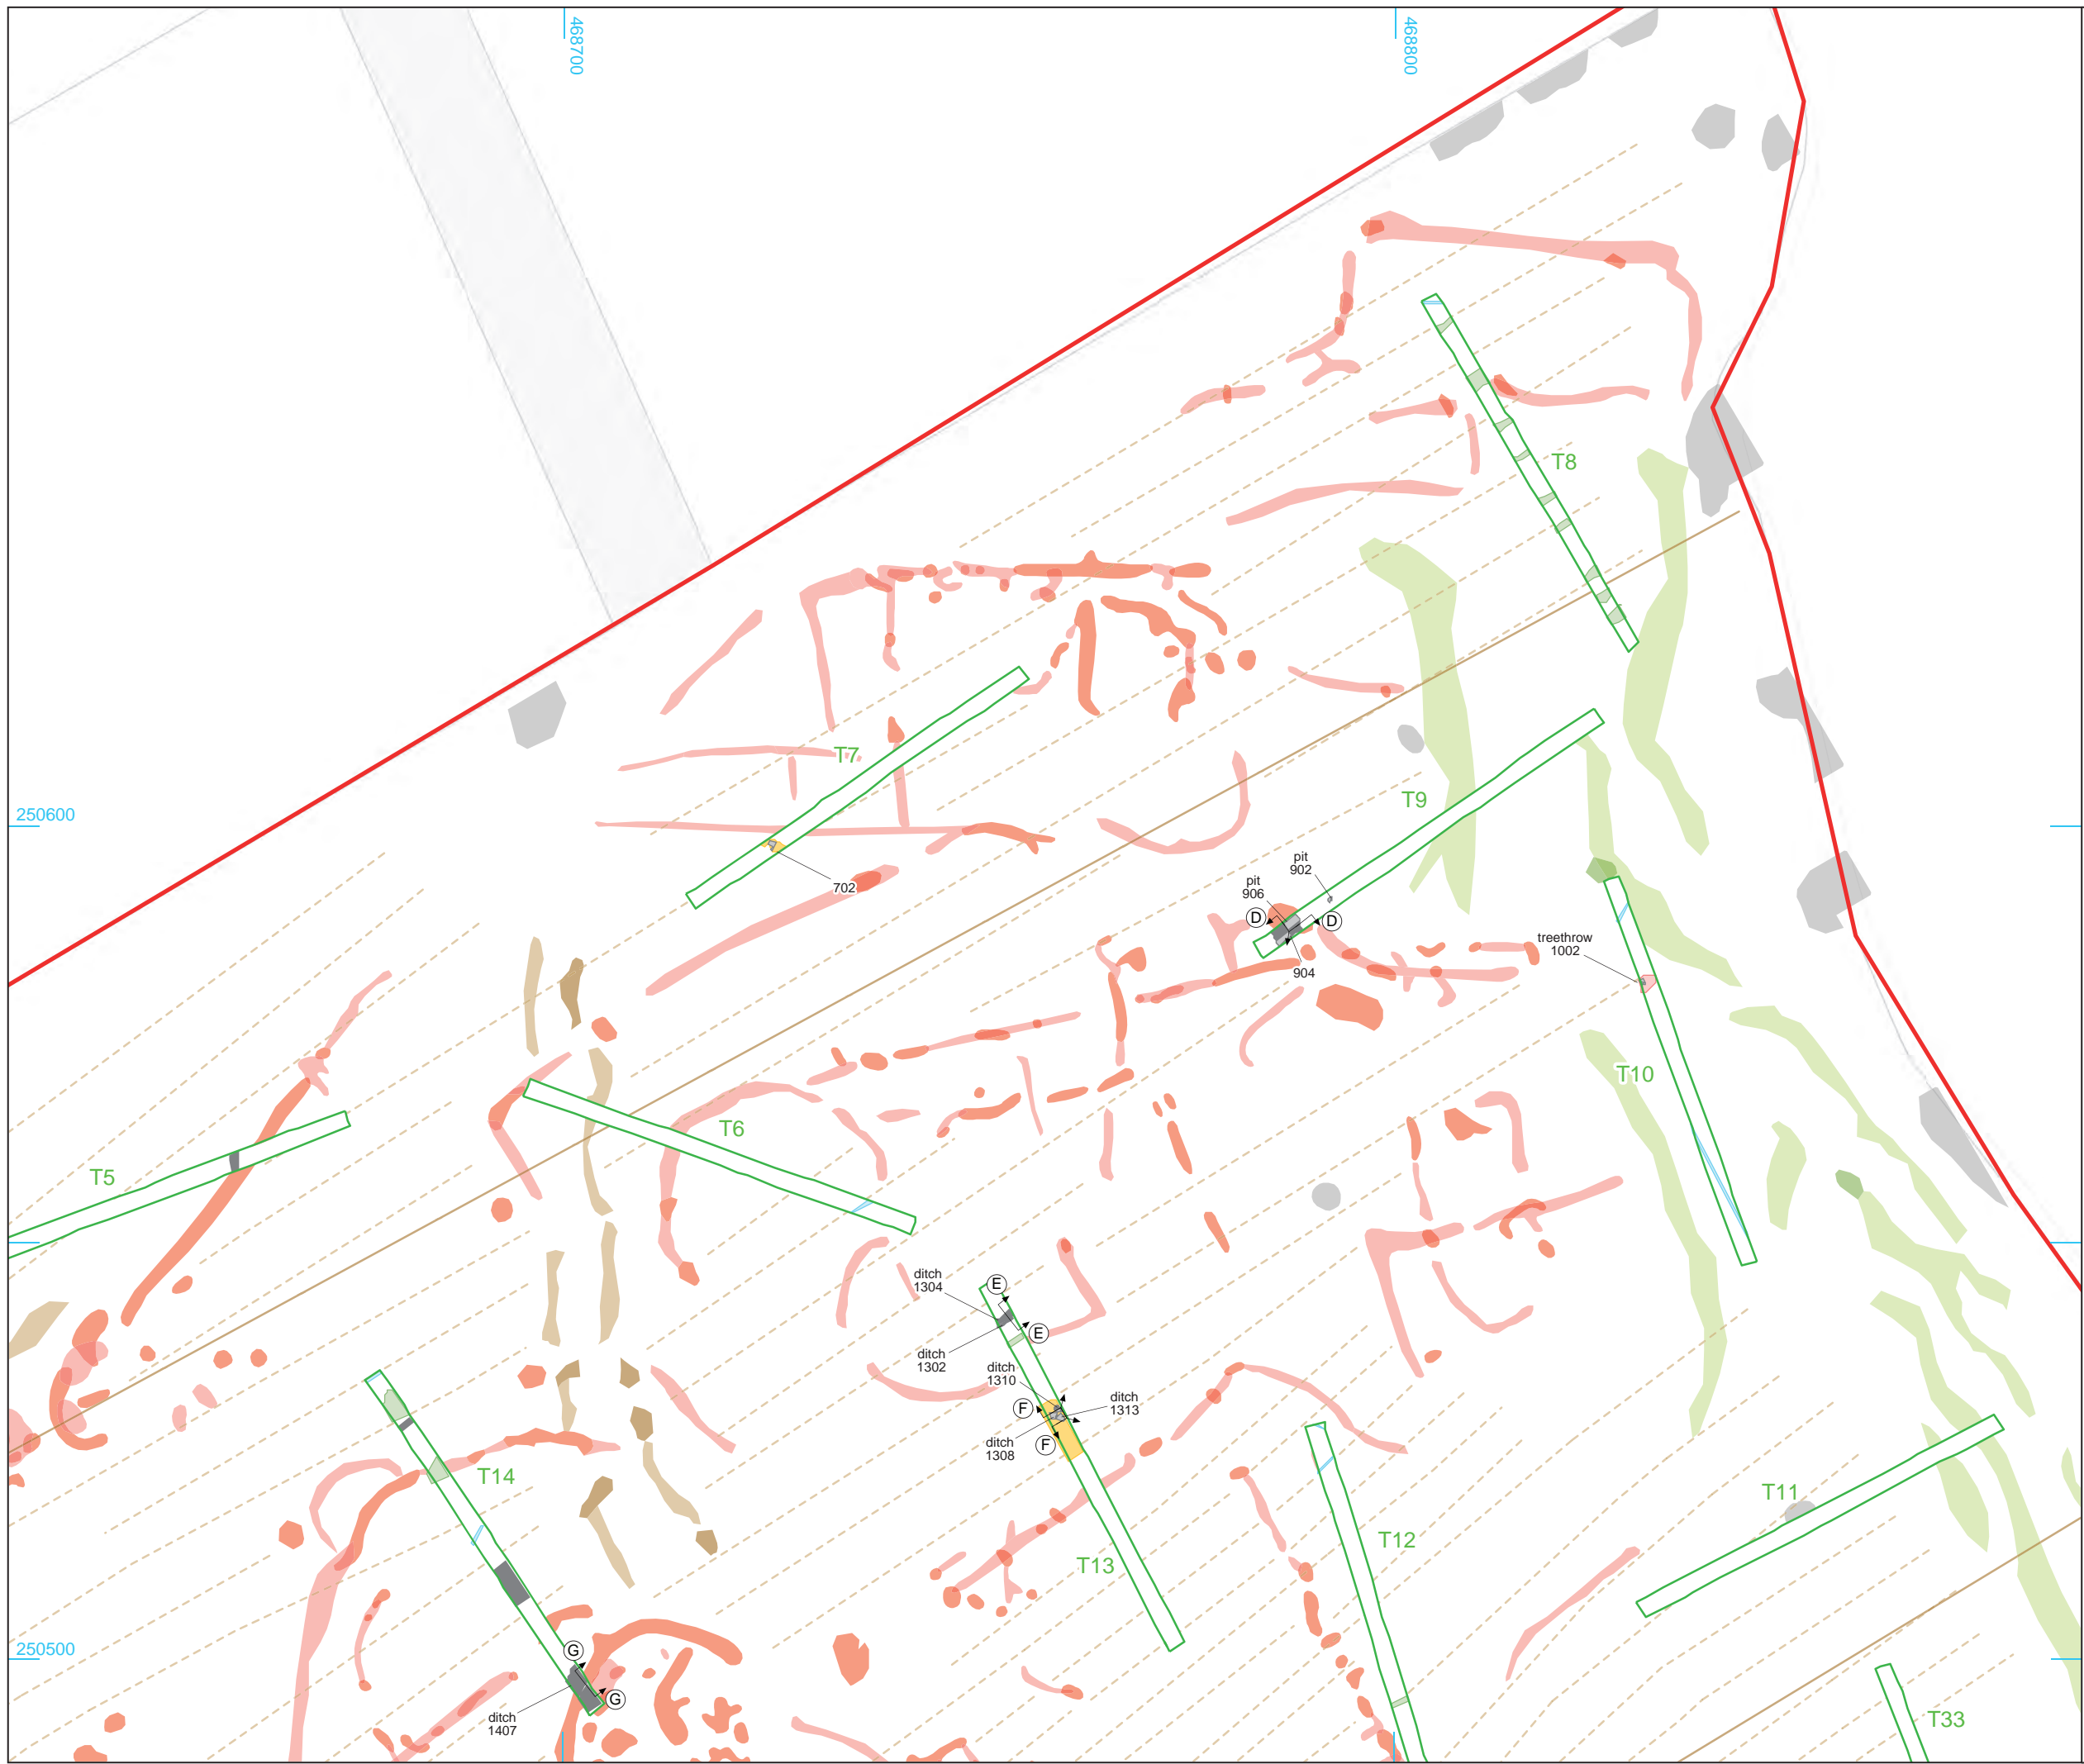 468700
468800
T8
T7
250600
702
T9
pit
902
pit
906
D
D
904
treethrow
1002
T10
T6
T5
ditch
1304
E
E
ditch
1302
ditch
1310
ditch
1313
F
F
ditch
1308
T14
T11
T12
T13
250500
G
G
ditch
1407
T33